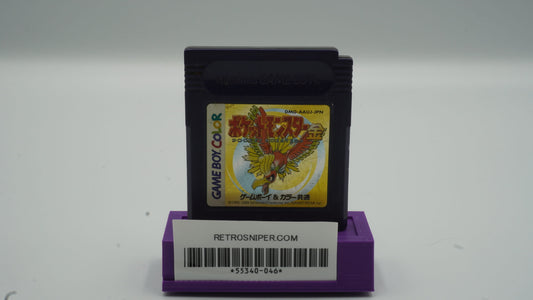 DMG-AAUJ-JPN
ポケットモンスター金
GAME BOY COLOR
ゲームボーイ&カラー共通
RETROSNIPER.COM
*55340-046*